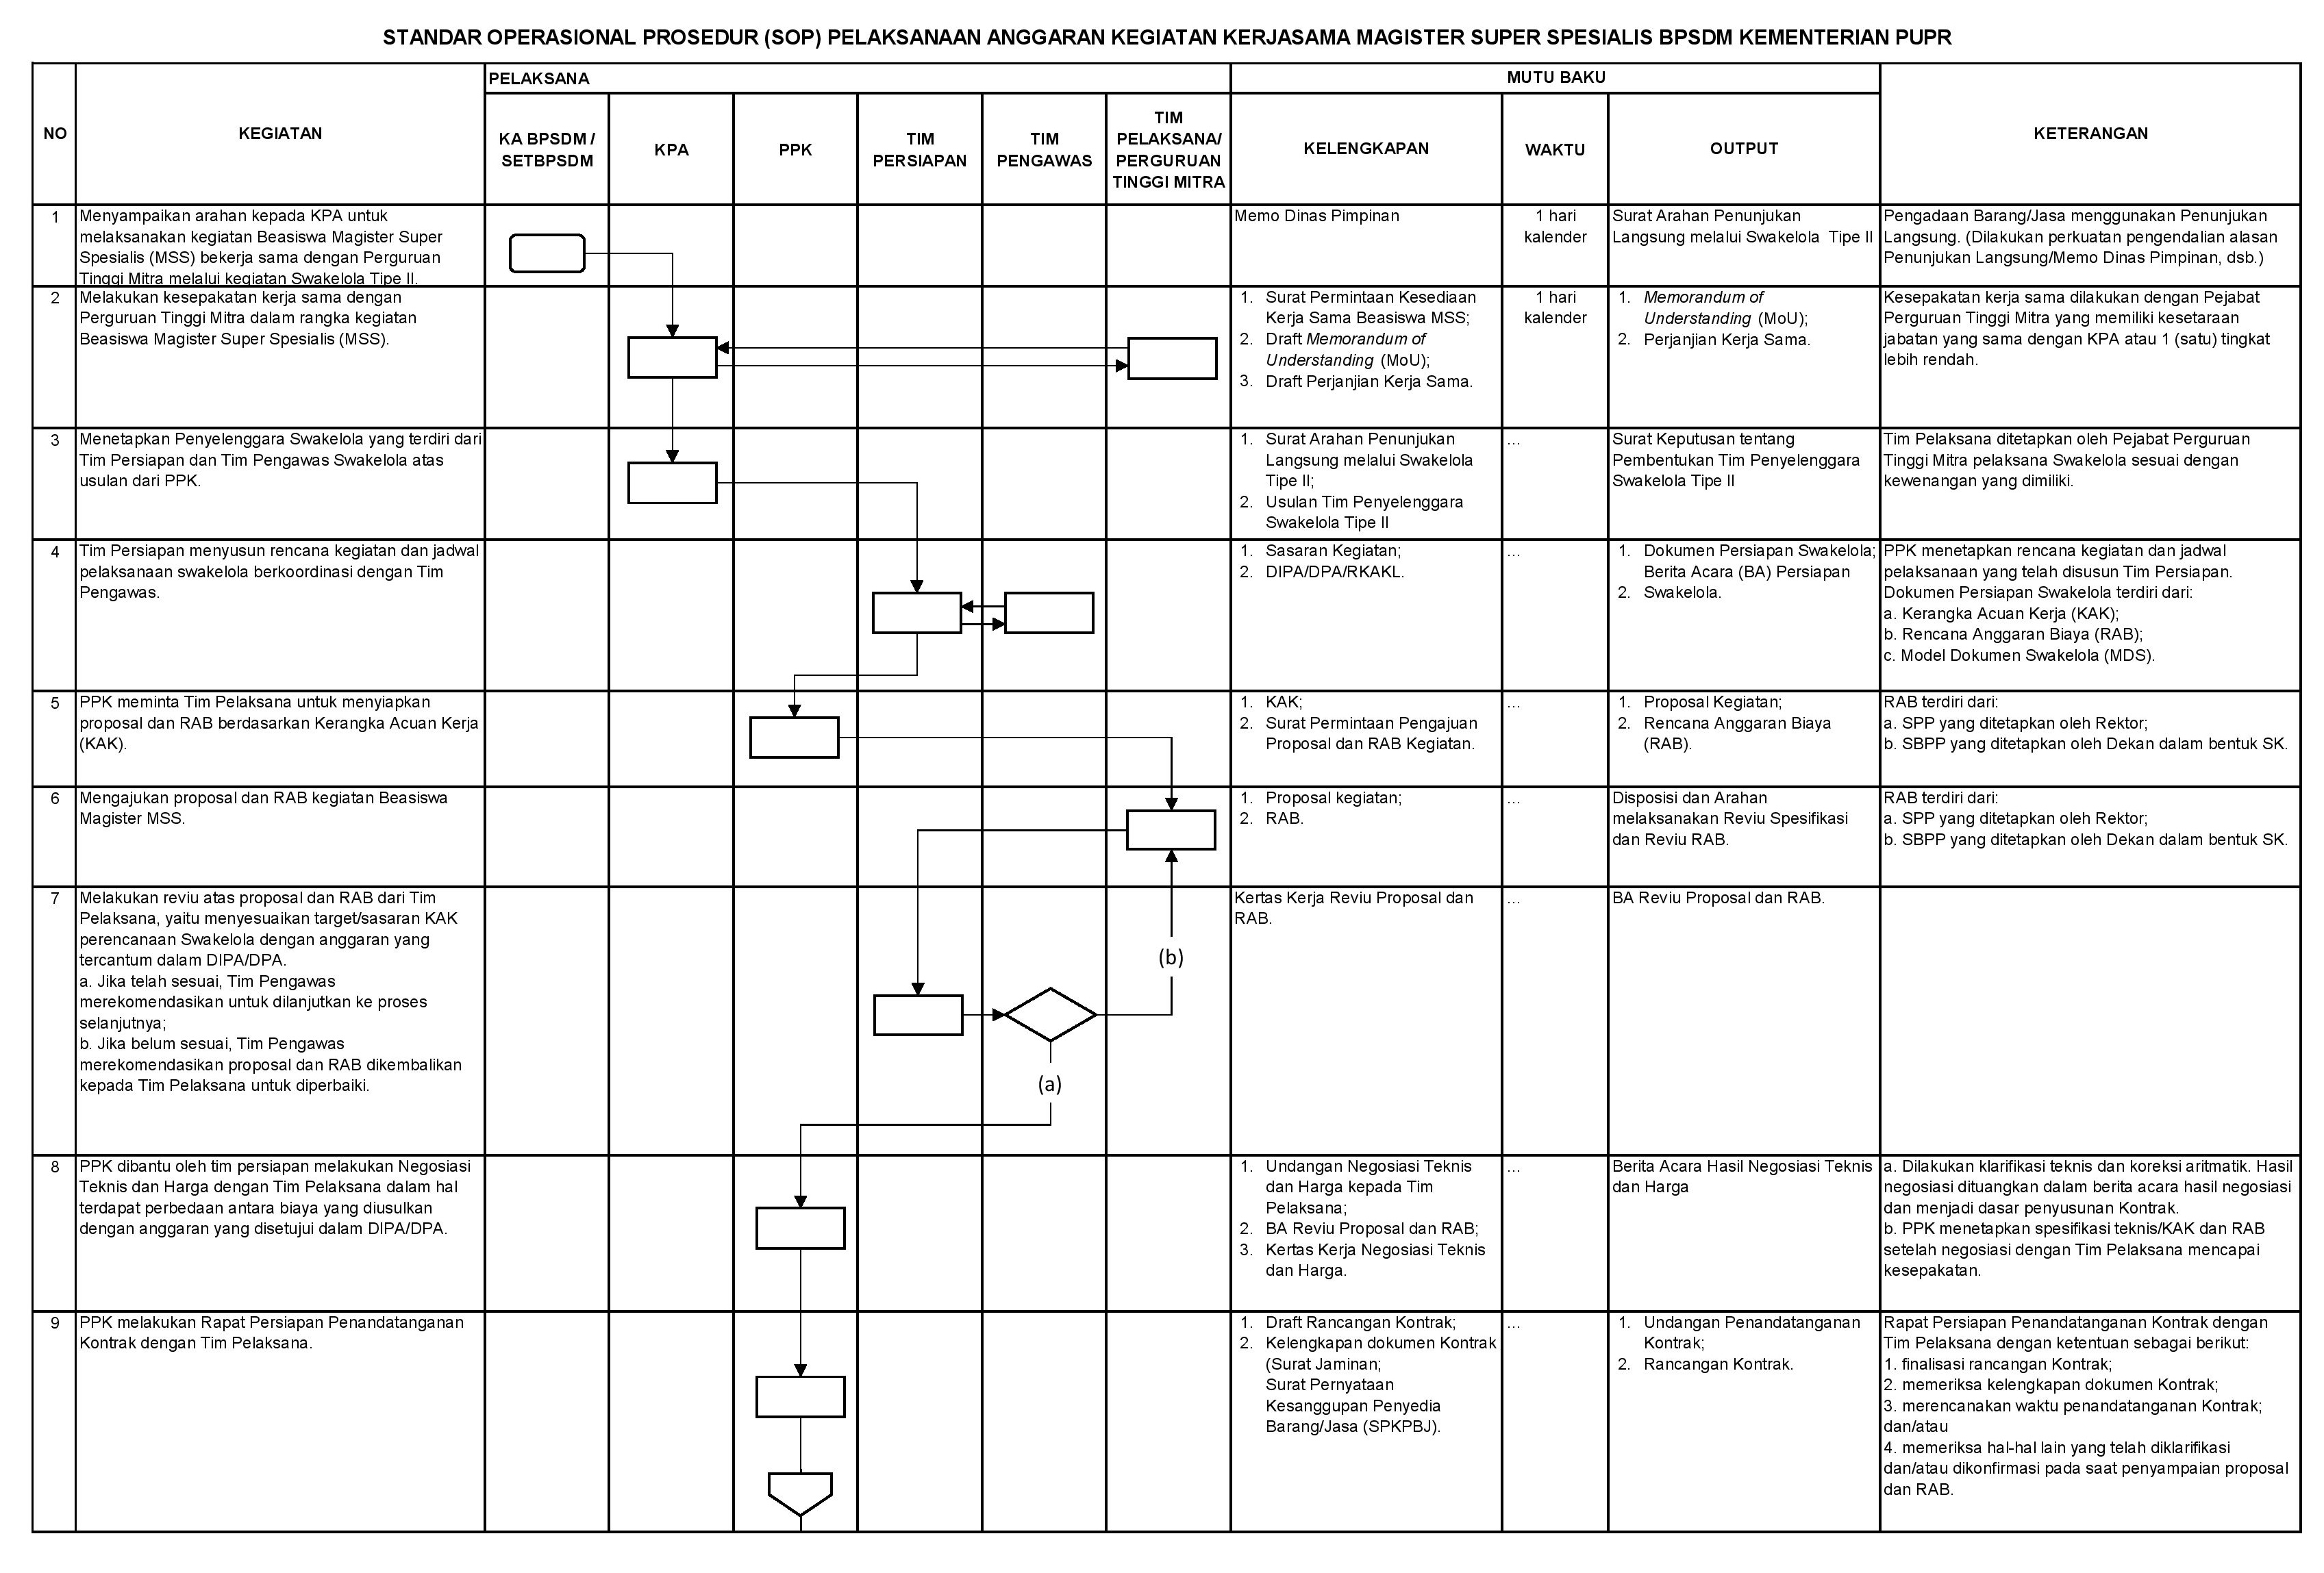 STANDAR OPERASIONAL PROSEDUR (SOP) PELAKSANAAN ANGGARAN KEGIATAN KERJASAMA MAGISTER SUPER SPESIALIS BPSDM KEMENTERIAN PUPR
NO
KEGIATAN
PELAKSANA
KA BPSDM /
SETBPSDM
KPA
PPK
TIM
PERSIAPAN
TIM
PENGAWAS
TIM
PELAKSANA/
PERGURUAN
TINGGI MITRA
MUTU BAKU
KELENGKAPAN
WAKTU
OUTPUT
KETERANGAN
1
Menyampaikan arahan kepada KPA untuk
melaksanakan kegiatan Beasiswa Magister Super
Spesialis (MSS) bekerja sama dengan Perguruan
Tinggi Mitra melalui kegiatan Swakelola Tipe II.
Memo Dinas Pimpinan
1 hari
kalender
Surat Arahan Penunjukan
Langsung melalui Swakelola Tipe II
Pengadaan Barang/Jasa menggunakan Penunjukan
Langsung. (Dilakukan perkuatan pengendalian alasan
Penunjukan Langsung/Memo Dinas Pimpinan, dsb.)
2
Melakukan kesepakatan kerja sama dengan
Perguruan Tinggi Mitra dalam rangka kegiatan
Beasiswa Magister Super Spesialis (MSS).
1. Surat Permintaan Kesediaan
Kerja Sama Beasiswa MSS;
2. Draft Memorandum of
Understanding (MoU);
3. Draft Perjanjian Kerja Sama.
1 hari
kalender
1. Memorandum of
Understanding (MoU);
2. Perjanjian Kerja Sama.
Kesepakatan kerja sama dilakukan dengan Pejabat
Perguruan Tinggi Mitra yang memiliki kesetaraan
jabatan yang sama dengan KPA atau 1 (satu) tingkat
lebih rendah.
3
Menetapkan Penyelenggara Swakelola yang terdiri dari
Tim Persiapan dan Tim Pengawas Swakelola atas
usulan dari PPK.
1. Surat Arahan Penunjukan
Langsung melalui Swakelola
Tipe II;
2. Usulan Tim Penyelenggara
Swakelola Tipe II
...
Surat Keputusan tentang
Pembentukan Tim Penyelenggara
Swakelola Tipe II
Tim Pelaksana ditetapkan oleh Pejabat Perguruan
Tinggi Mitra pelaksana Swakelola sesuai dengan
kewenangan yang dimiliki.
4
Tim Persiapan menyusun rencana kegiatan dan jadwal
pelaksanaan swakelola berkoordinasi dengan Tim
Pengawas.
1. Sasaran Kegiatan;
2. DIPA/DPA/RKAKL.
...
1. Dokumen Persiapan Swakelola;
Berita Acara (BA) Persiapan
2. Swakelola.
PPK menetapkan rencana kegiatan dan jadwal
pelaksanaan yang telah disusun Tim Persiapan.
Dokumen Persiapan Swakelola terdiri dari:
a. Kerangka Acuan Kerja (KAK);
b. Rencana Anggaran Biaya (RAB);
c. Model Dokumen Swakelola (MDS).
5
PPK meminta Tim Pelaksana untuk menyiapkan
proposal dan RAB berdasarkan Kerangka Acuan Kerja
(KAK).
1. KAK;
2. Surat Permintaan Pengajuan
Proposal dan RAB Kegiatan.
...
1. Proposal Kegiatan;
2. Rencana Anggaran Biaya
(RAB).
RAB terdiri dari:
a. SPP yang ditetapkan oleh Rektor;
b. SBPP yang ditetapkan oleh Dekan dalam bentuk SK.
6
Mengajukan proposal dan RAB kegiatan Beasiswa
Magister MSS.
1. Proposal kegiatan;
2. RAB.
...
Disposisi dan Arahan
melaksanakan Reviu Spesifikasi
dan Reviu RAB.
RAB terdiri dari:
a. SPP yang ditetapkan oleh Rektor;
b. SBPP yang ditetapkan oleh Dekan dalam bentuk SK.
7
Melakukan reviu atas proposal dan RAB dari Tim
Pelaksana, yaitu menyesuaikan target/sasaran KAK
perencanaan Swakelola dengan anggaran yang
tercantum dalam DIPA/DPA.
a. Jika telah sesuai, Tim Pengawas
merekomendasikan untuk dilanjutkan ke proses
selanjutnya;
b. Jika belum sesuai, Tim Pengawas
merekomendasikan proposal dan RAB dikembalikan
kepada Tim Pelaksana untuk diperbaiki.
(b)
(a)
Kertas Kerja Reviu Proposal dan
RAB.
...
BA Reviu Proposal dan RAB.
8
PPK dibantu oleh tim persiapan melakukan Negosiasi
Teknis dan Harga dengan Tim Pelaksana dalam hal
terdapat perbedaan antara biaya yang diusulkan
dengan anggaran yang disetujui dalam DIPA/DPA.
1. Undangan Negosiasi Teknis
dan Harga kepada Tim
Pelaksana;
2. BA Reviu Proposal dan RAB;
3. Kertas Kerja Negosiasi Teknis
dan Harga.
...
Berita Acara Hasil Negosiasi Teknis
dan Harga
a. Dilakukan klarifikasi teknis dan koreksi aritmatik. Hasil
negosiasi dituangkan dalam berita acara hasil negosiasi
dan menjadi dasar penyusunan Kontrak.
b. PPK menetapkan spesifikasi teknis/KAK dan RAB
setelah negosiasi dengan Tim Pelaksana mencapai
kesepakatan.
9
PPK melakukan Rapat Persiapan Penandatanganan
Kontrak dengan Tim Pelaksana.
1. Draft Rancangan Kontrak;
2. Kelengkapan dokumen Kontrak
(Surat Jaminan;
Surat Pernyataan
Kesanggupan Penyedia
Barang/Jasa (SPKPBJ).
...
1. Undangan Penandatanganan
Kontrak;
2. Rancangan Kontrak.
Rapat Persiapan Penandatanganan Kontrak dengan
Tim Pelaksana dengan ketentuan sebagai berikut:
1. finalisasi rancangan Kontrak;
2. memeriksa kelengkapan dokumen Kontrak;
3. merencanakan waktu penandatanganan Kontrak;
dan/atau
4. memeriksa hal-hal lain yang telah diklarifikasi
dan/atau dikonfirmasi pada saat penyampaian proposal
dan RAB.